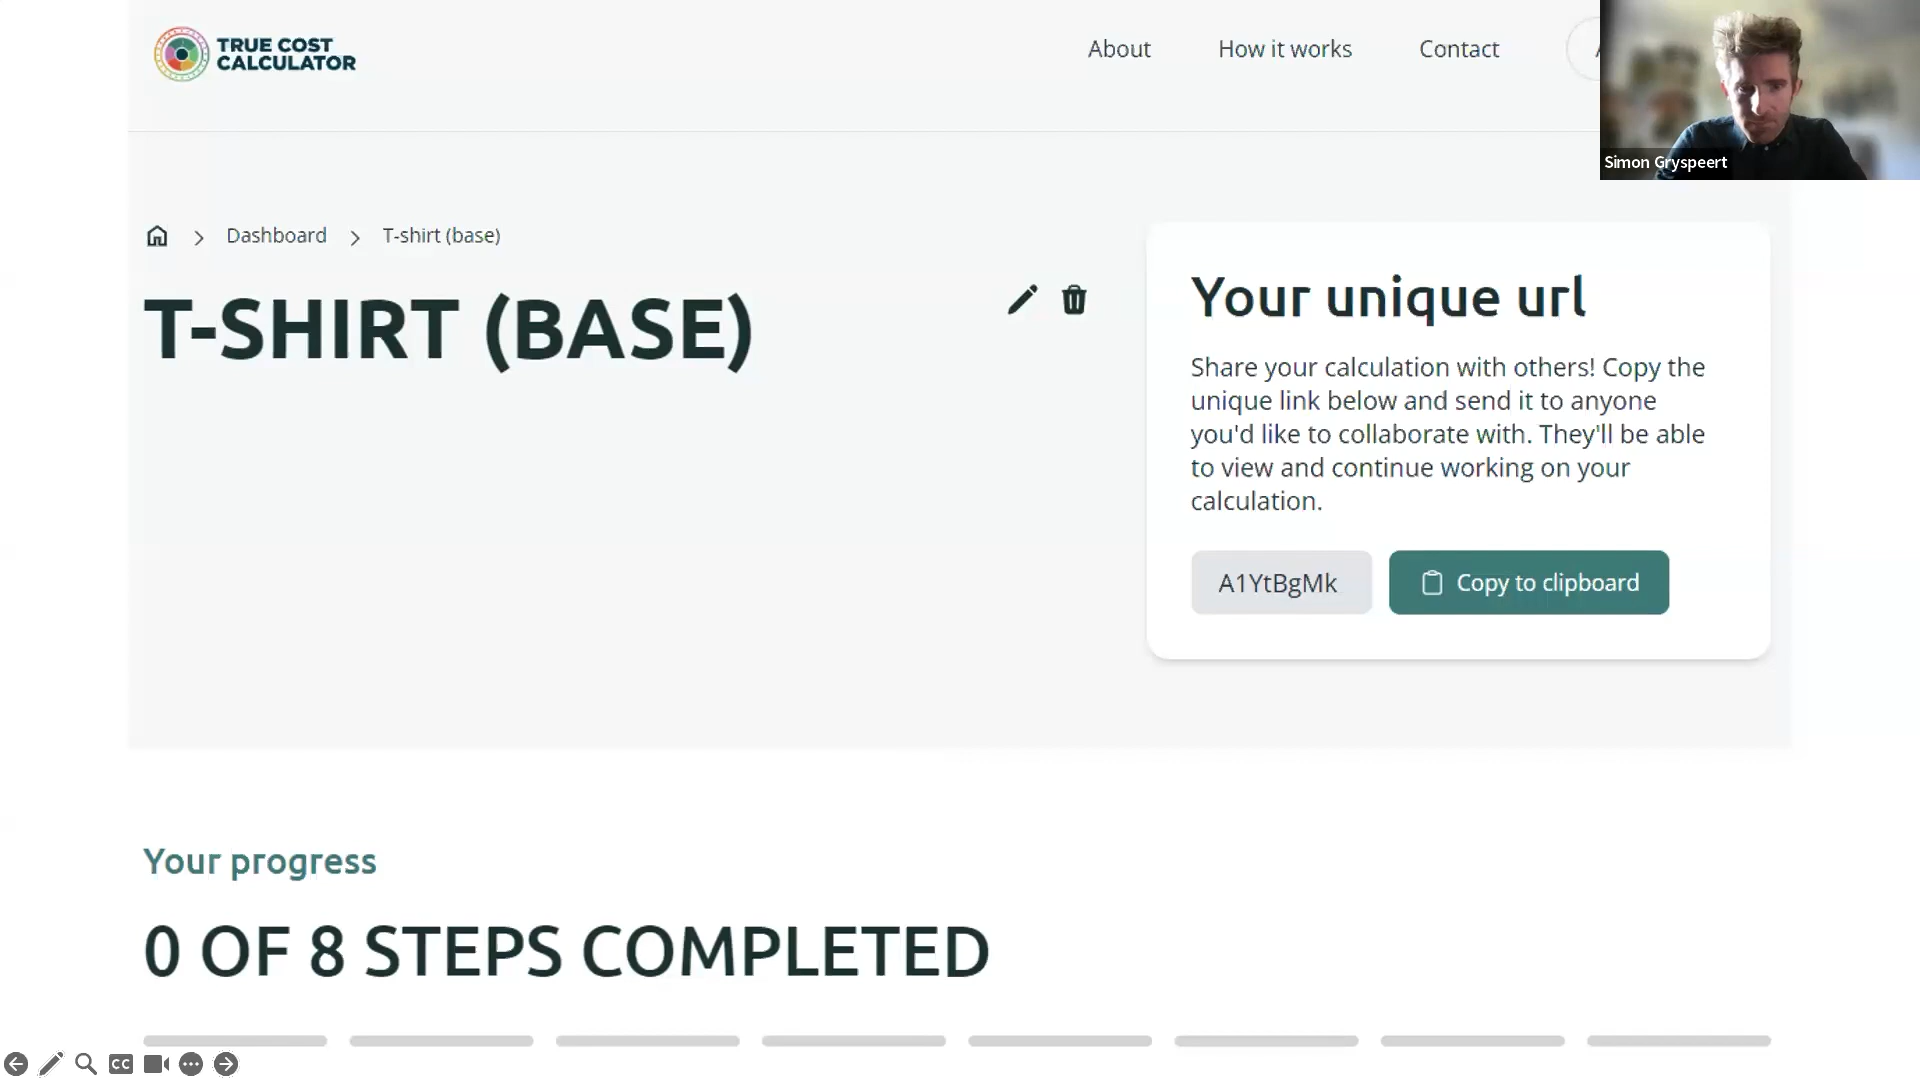 TRUE COST
CALCULATOR
About
How it works
Contact
Simon Gryspeert
Dashboard
T-shirt (base)
T-SHIRT (BASE)
Your unique url
Share your calculation with others! Copy the
unique link below and send it to anyone
you'd like to collaborate with. They'll be able
to view and continue working on your
calculation.
A1YtBgMk
Copy to clipboard
Your progress
0 OF 8 STEPS COMPLETED
CC